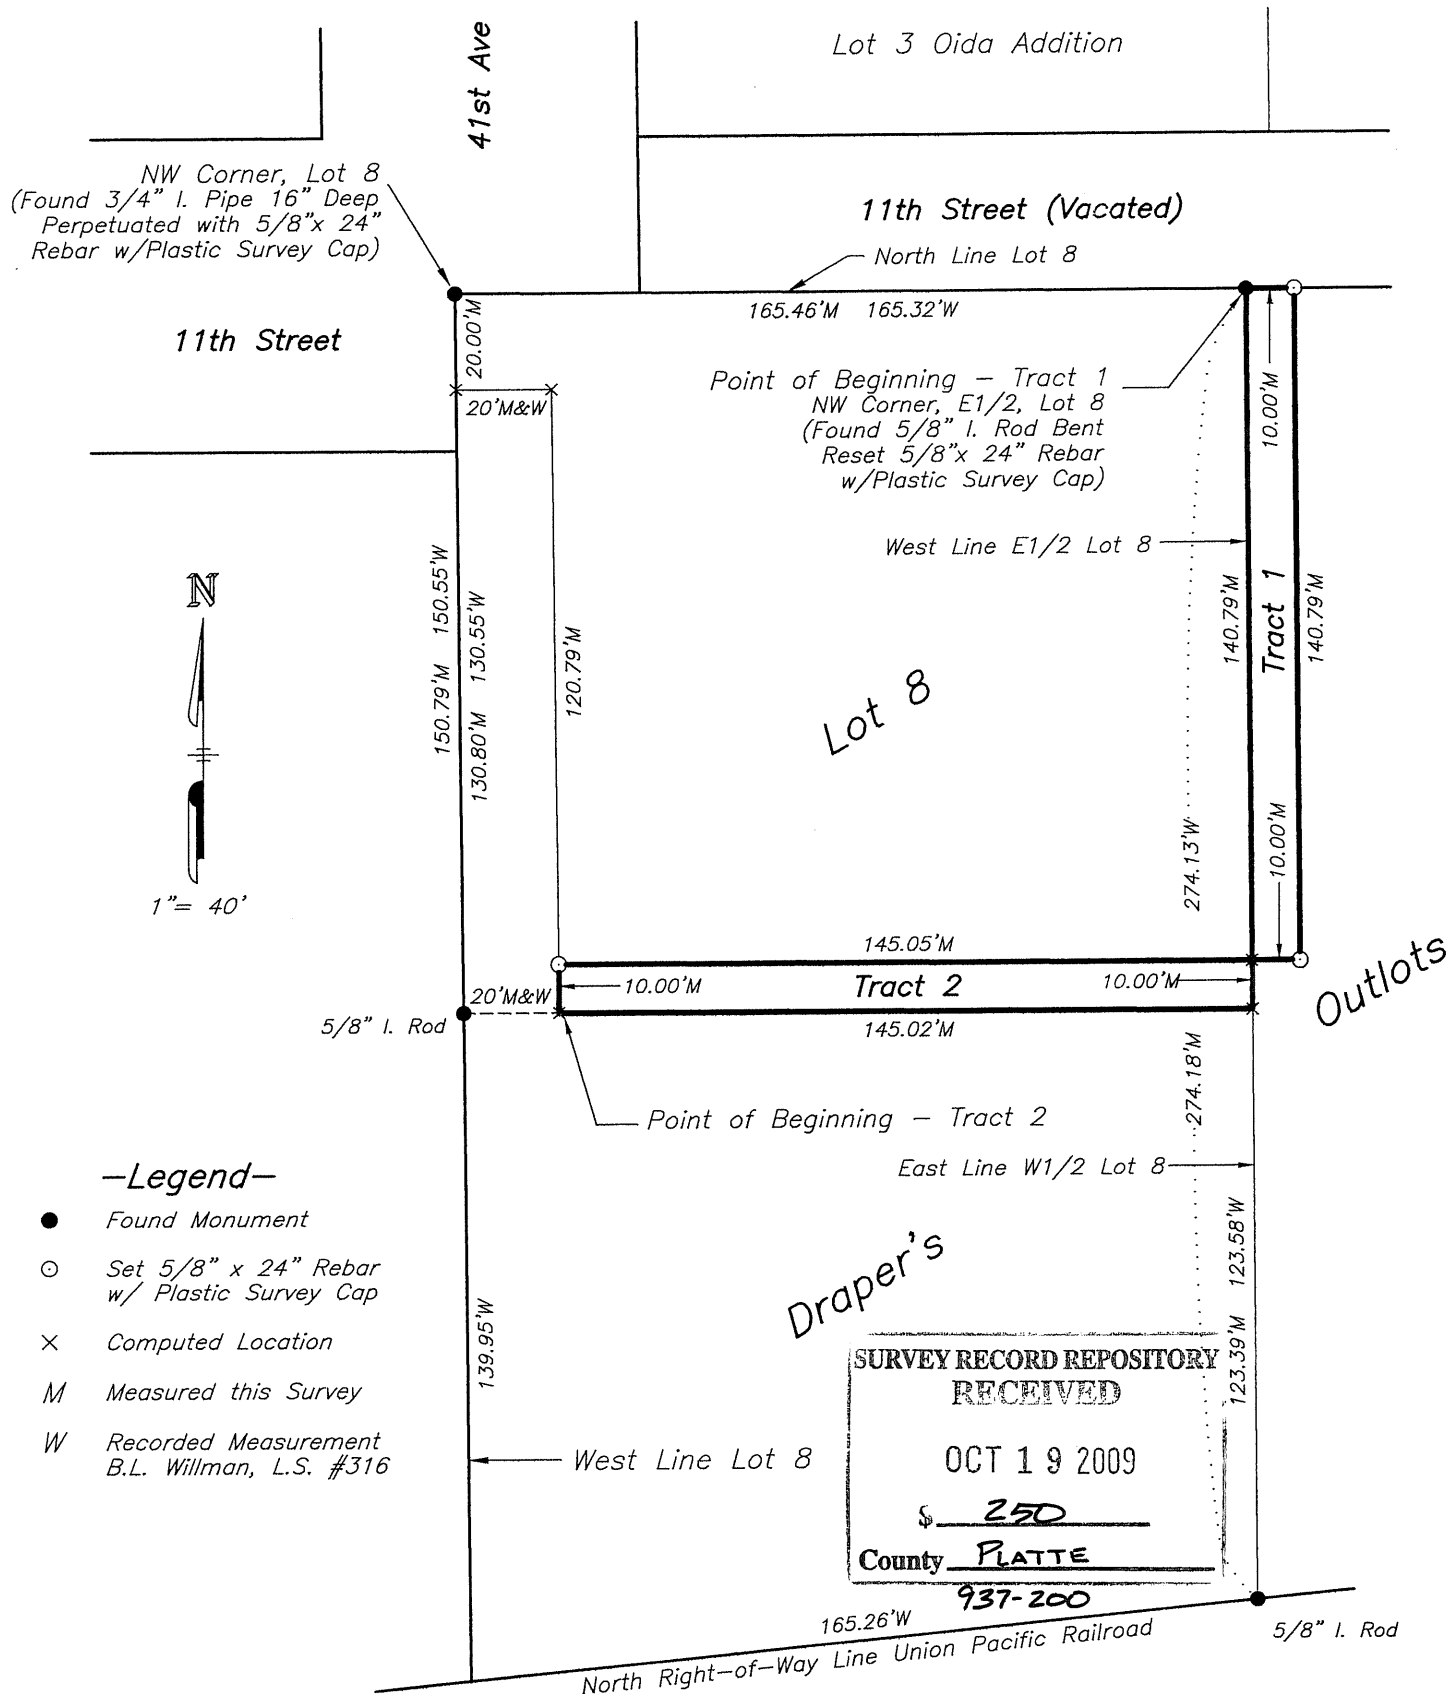 41st Ave
Lot 3 Oida Addition
NW Corner, Lot 8
(Found 3/4" I. Pipe 16" Deep
Perpetuated with 5/8"x 24"
Rebar w/Plastic Survey Cap)
11th Street (Vacated)
North Line Lot 8
165.46'M 165.32'W
11th Street
20.00'M
20'M&W
Point of Beginning – Tract 1
NW Corner, E1/2, Lot 8
(Found 5/8" I. Rod Bent
Reset 5/8"x 24" Rebar
w/Plastic Survey Cap)
10.00'M
West Line E1/2 Lot 8
N
1"= 40'
150.79'M 150.55'W
130.80'M 130.55'W
120.79'M
Lot 8
140.79'M
Tract 1
140.79'M
274.13'W
10.00'M
145.05'M
20'M&W
10.00'M
Tract 2
10.00'M
145.02'M
5/8" I. Rod
Outlots
Point of Beginning – Tract 2
274.18'M
East Line W1/2 Lot 8
–Legend–
Found Monument
Set 5/8" x 24" Rebar
w/ Plastic Survey Cap
Computed Location
M Measured this Survey
W Recorded Measurement
B.L. Willman, L.S. #316
139.95'W
Draper's
123.39'M 123.58'W
West Line Lot 8
SURVEY RECORD REPOSITORY
RECEIVED
OCT 19 2009
$ 250
County PLATTE
937-200
165.26'W
North Right–of–Way Line Union Pacific Railroad
5/8" I. Rod